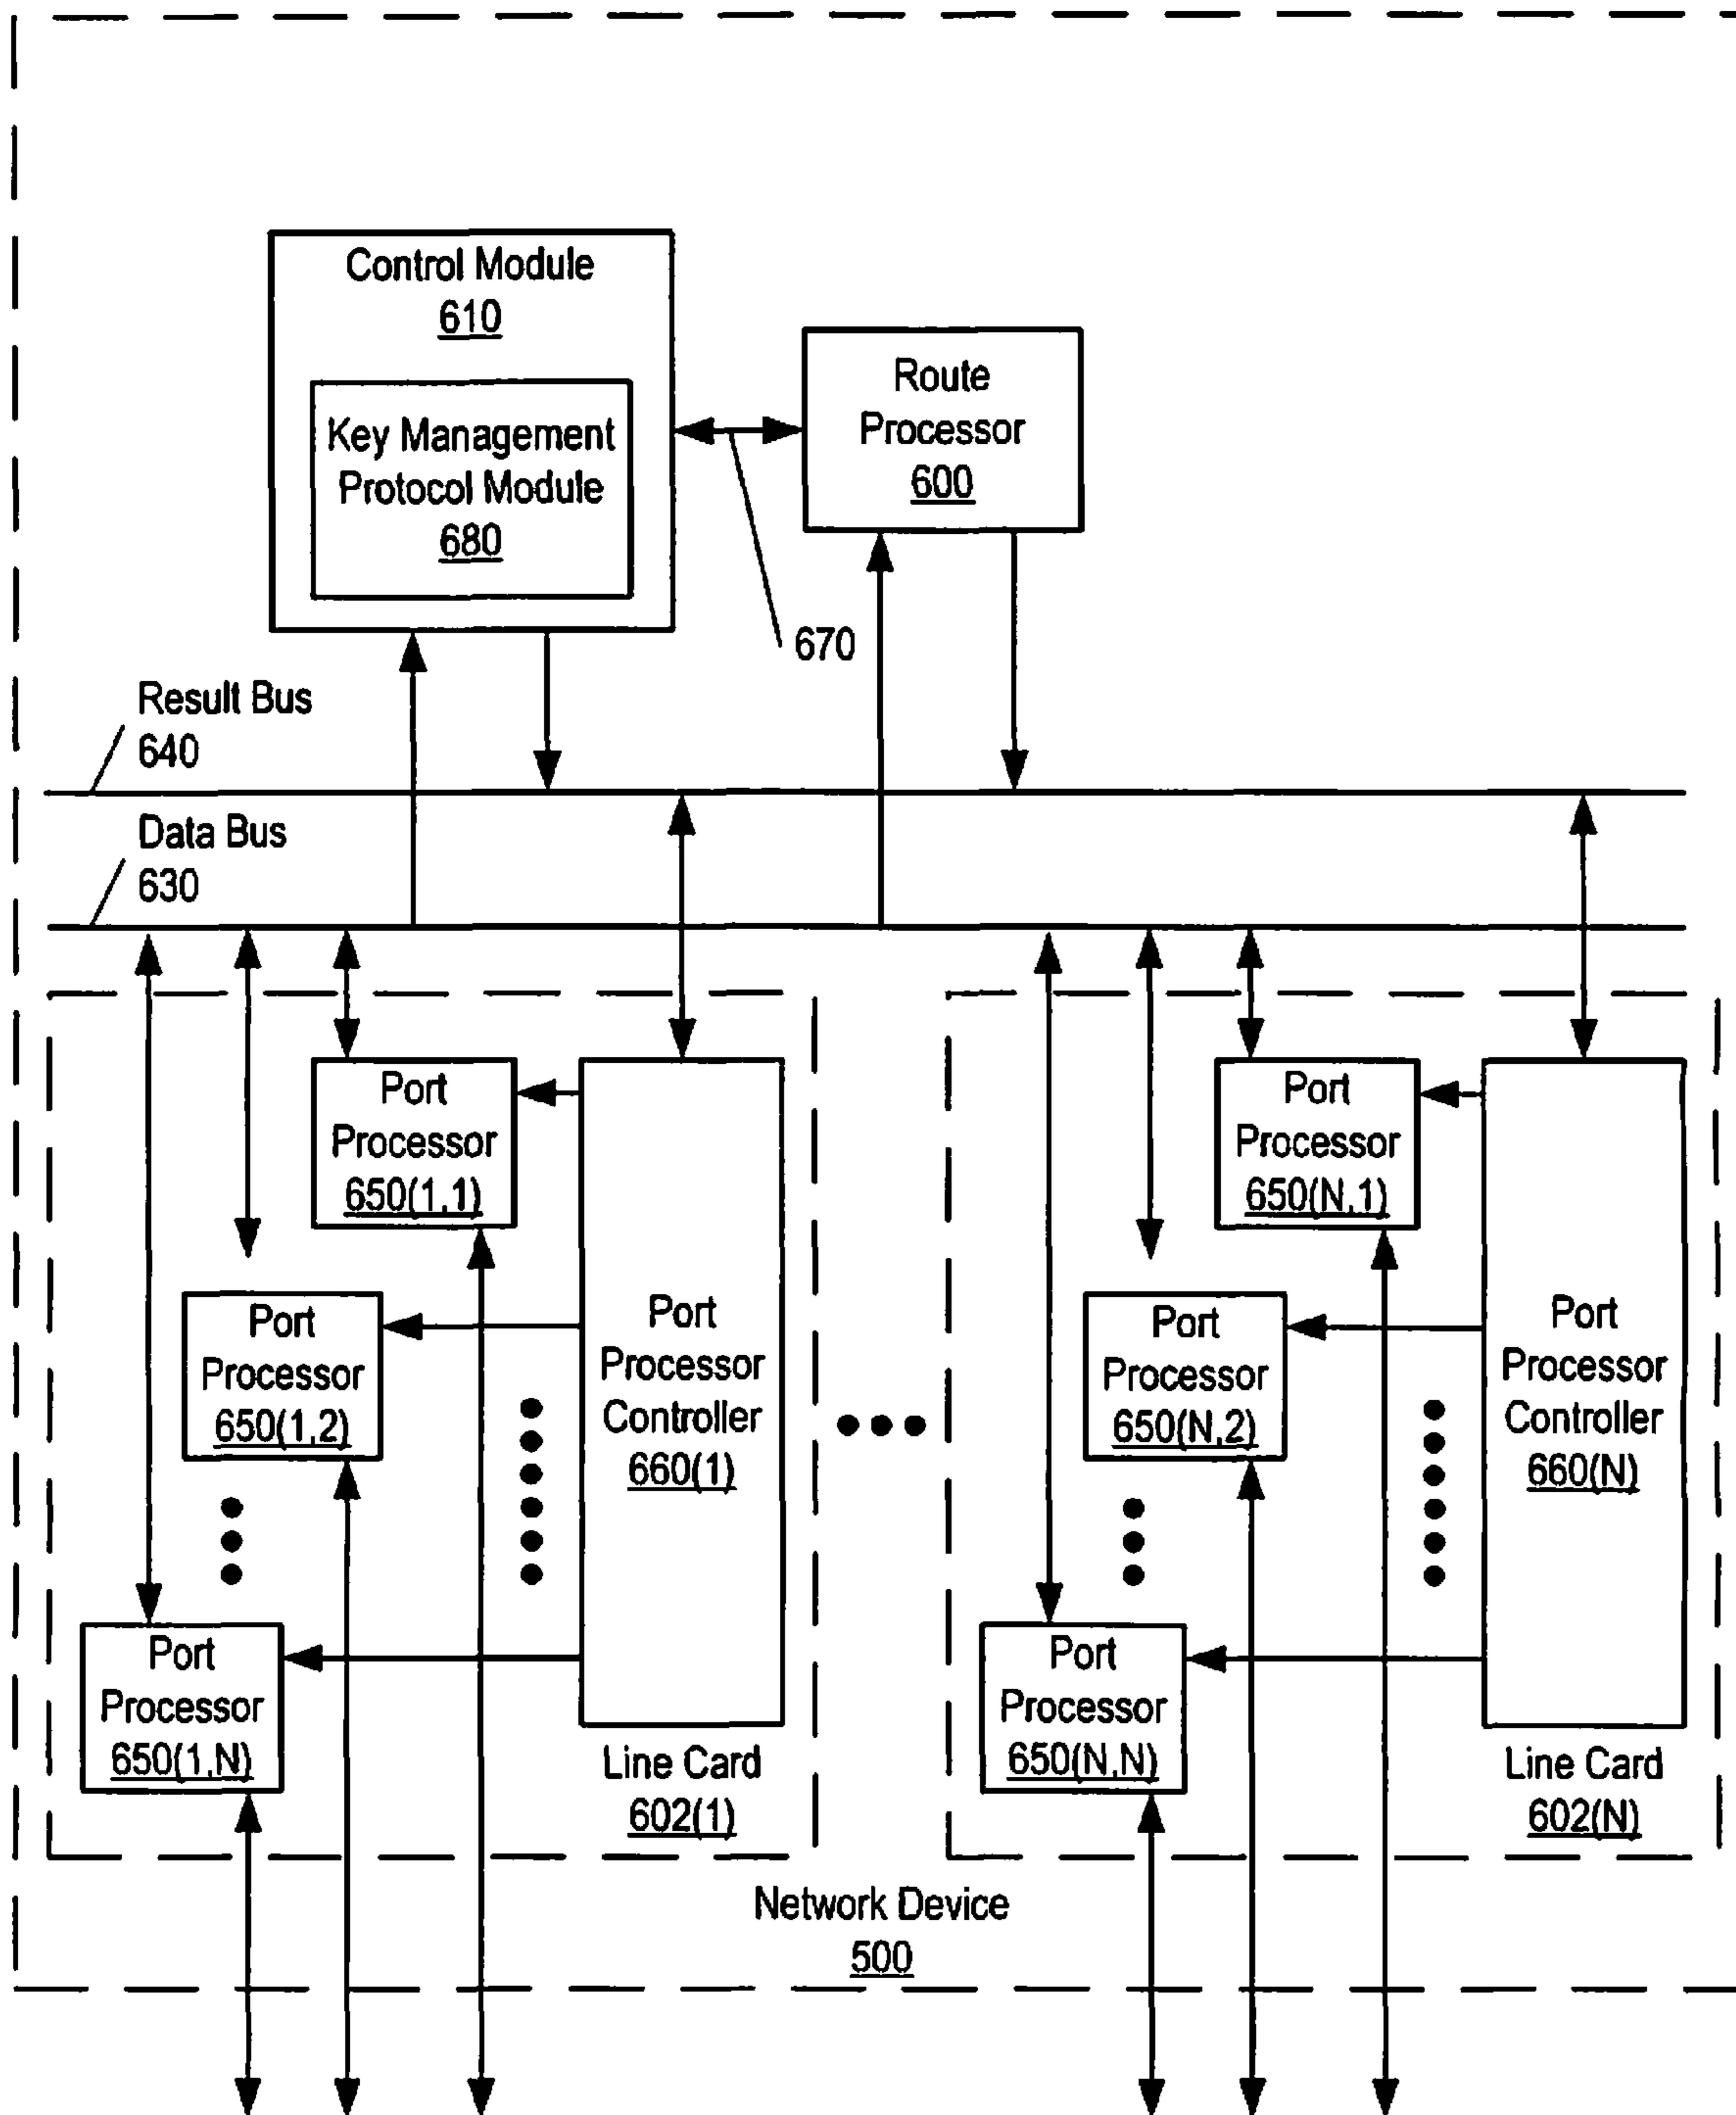 Control Module
610
Key Management
Protocol Module
680
Route
Processor
600
670
Result Bus
640
Data Bus
630
Port
Processor
650(1,1)
Port
Processor
650(1,2)
Port
Processor
650(1,N)
Port
Processor
Controller
660(1)
Line Card
602(1)
Port
Processor
650(N,1)
Port
Processor
650(N,2)
Port
Processor
650(N,N)
Port
Processor
Controller
660(N)
Line Card
602(N)
Network Device
500